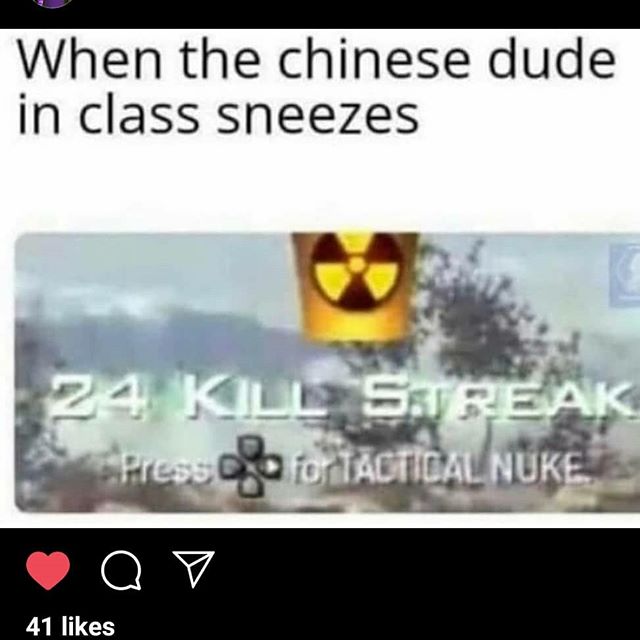 When the chinese dude
in class sneezes
24 KILL STREAK
Press for TACTICAL NUKE
41 likes